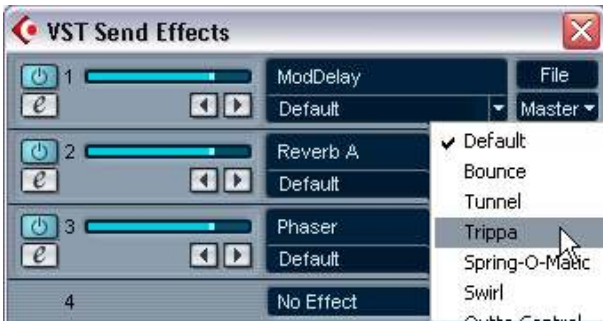 VST Send Effects
1 ModDelay File
e Default Master
2 Reverb A
e Default
3 Phaser
e Default
4 No Effect
Default
Bounce
Tunnel
Trippa
Spring-O-Matic
Swirl